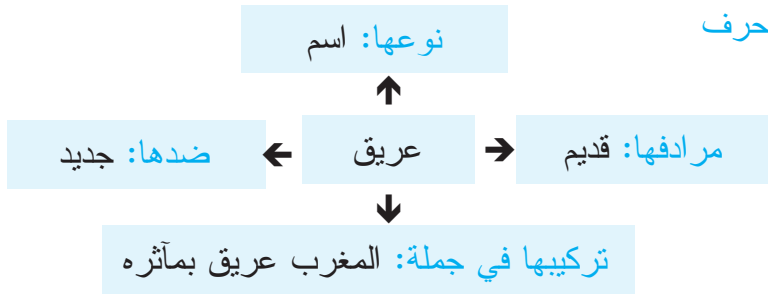 حرف
نوعها: اسم
مرادفها: قديم
عريق
ضدها: جديد
تركيبها في جملة: المغرب عريق بمآثره